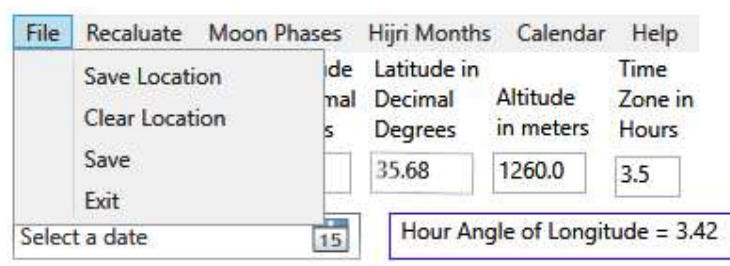 File Recaluate Moon Phases Hijri Months Calendar Help
Save Location
Clear Location
Save
Exit
ide
mal
s
Latitude in
Decimal
Degrees
Altitude
in meters
Time
Zone in
Hours
35.68
1260.0
3.5
Select a date
15
Hour Angle of Longitude = 3.42